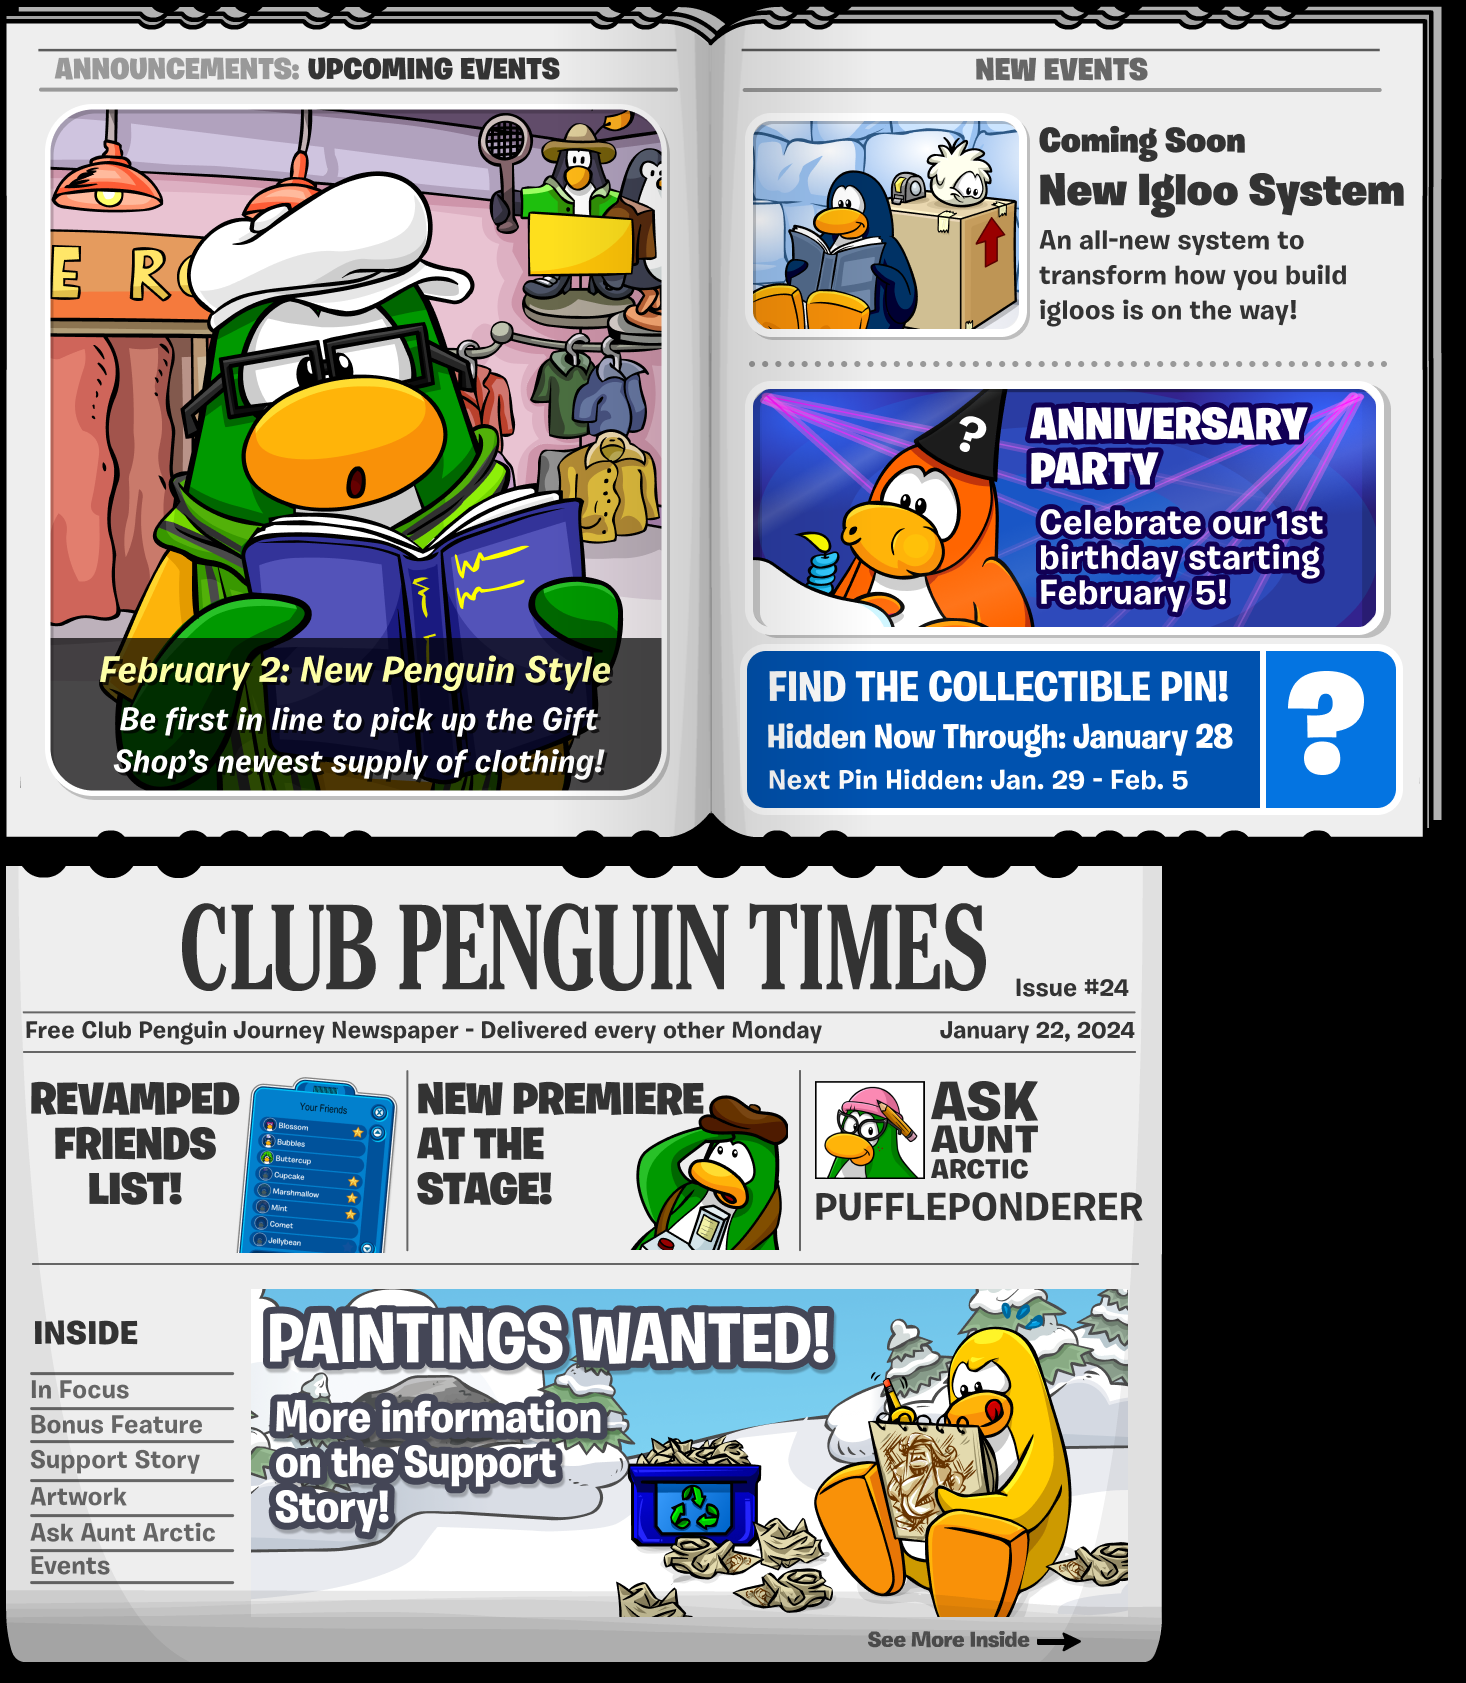 ANNOUNCEMENTS: UPCOMING EVENTS
E R
February 2: New Penguin Style
Be first in line to pick up the Gift
Shop's newest supply of clothing!
NEW EVENTS
Coming Soon
New Igloo System
An all-new system to
transform how you build
igloos is on the way!
?
ANNIVERSARY
PARTY
Celebrate our 1st
birthday starting
February 5!
FIND THE COLLECTIBLE PIN!
Hidden Now Through: January 28
Next Pin Hidden: Jan. 29 - Feb. 5
?
CLUB PENGUIN TIMES
Issue #24
Free Club Penguin Journey Newspaper - Delivered every other Monday
January 22, 2024
REVAMPED
FRIENDS
LIST!
Your Friends
Blossom
Bubbles
Buttercup
Cupcake
Marshmallow
Mint
Comet
Jellybean
NEW PREMIERE
AT THE
STAGE!
ASK
AUNT
ARCTIC
PUFFLEPONDERER
INSIDE
In Focus
Bonus Feature
Support Story
Artwork
Ask Aunt Arctic
Events
PAINTINGS WANTED!
More information
on the Support
Story!
See More Inside